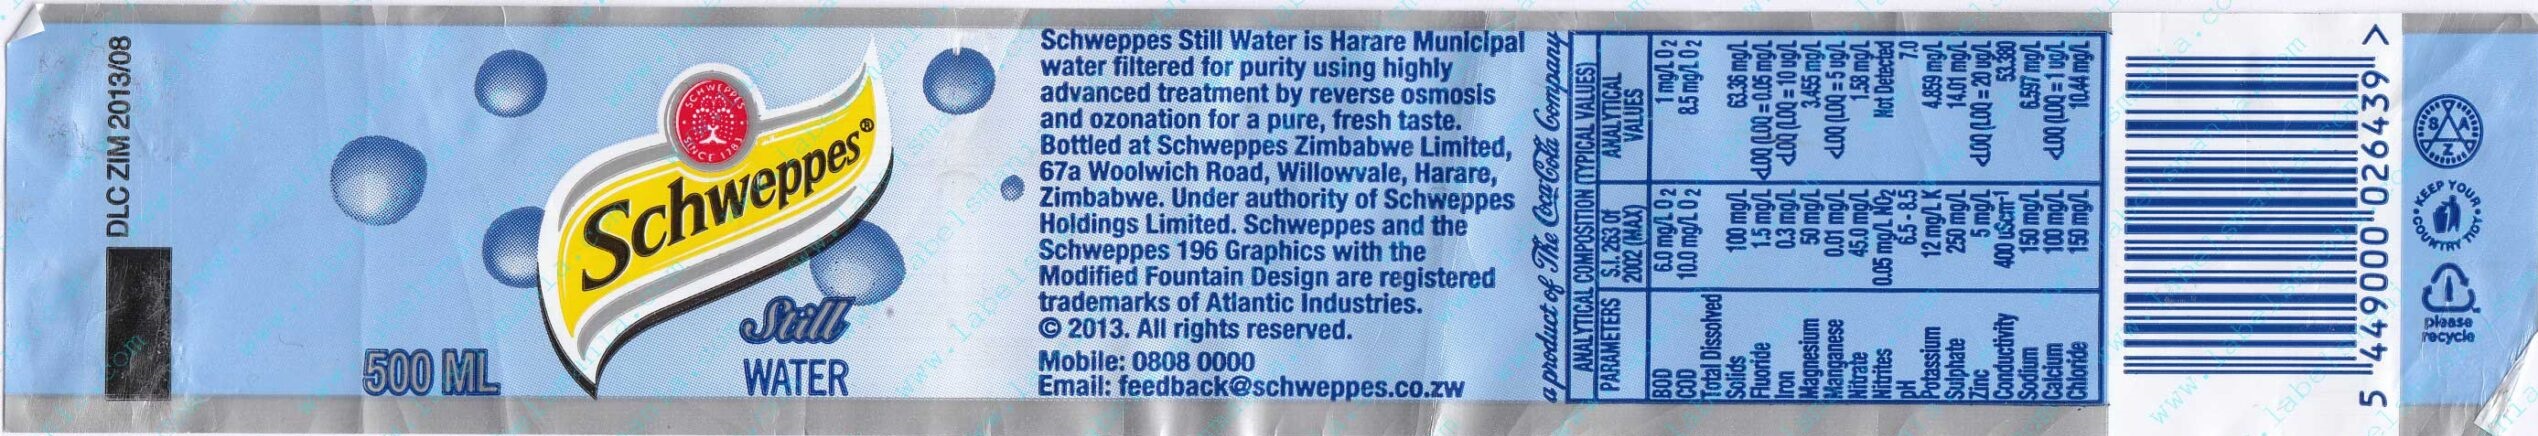 DLC ZIM 2013/08
500 ML
SCHWEPPES
SINCE 1783
Schweppes®
Still
WATER
Schweppes Still Water is Harare Municipal
water filtered for purity using highly
advanced treatment by reverse osmosis
and ozonation for a pure, fresh taste.
Bottled at Schweppes Zimbabwe Limited,
67a Woolwich Road, Willowvale, Harare,
Zimbabwe. Under authority of Schweppes
Holdings Limited. Schweppes and the
Schweppes 196 Graphics with the
Modified Fountain Design are registered
trademarks of Atlantic Industries.
© 2013. All rights reserved.
Mobile: 0808 0000
Email: feedback@schweppes.co.zw
a product of The Coca-Cola Company
ANALYTICAL COMPOSITION (TYPICAL VALUES)
PARAMETERS S.I. 263 Of 2002 (MAX) ANALYTICAL VALUES
BOD 6.0 mg/L O2 1 mg/L O2
COD 10.0 mg/L O2 8.5 mg/L O2
Total Dissolved
Solids 100 mg/L 63.36 mg/L
Fluoride 1.5 mg/L <LOQ (LOQ = 0.05 mg/L
Iron 0.3 mg/L <LOQ (LOQ = 10 ug/L
Magnesium 50 mg/L 3.455 mg/L
Manganese 0.01 mg/L <LOQ (LOQ = 5 ug/L
Nitrate 45.0 mg/L 1.58 mg/L
Nitrites 0.05 mg/L NO2 Not Detected
pH 6.5 - 8.5 7.0
Potassium 12 mg/L K 4.859 mg/L
Sulphate 250 mg/L 14.01 mg/L
Zinc 5 mg/L <LOQ (LOQ = 20 ug/L
Conductivity 400 uScm-1 53.380
Sodium 150 mg/L 6.597 mg/L
Calcium 100 mg/L <LOQ (LOQ = 1 ug/L
Chloride 150 mg/L 10.44 mg/L
5 449000 026439 >
S A Z
KEEP YOUR
COUNTRY TIDY
1
please
recycle
www.labelsmania.com